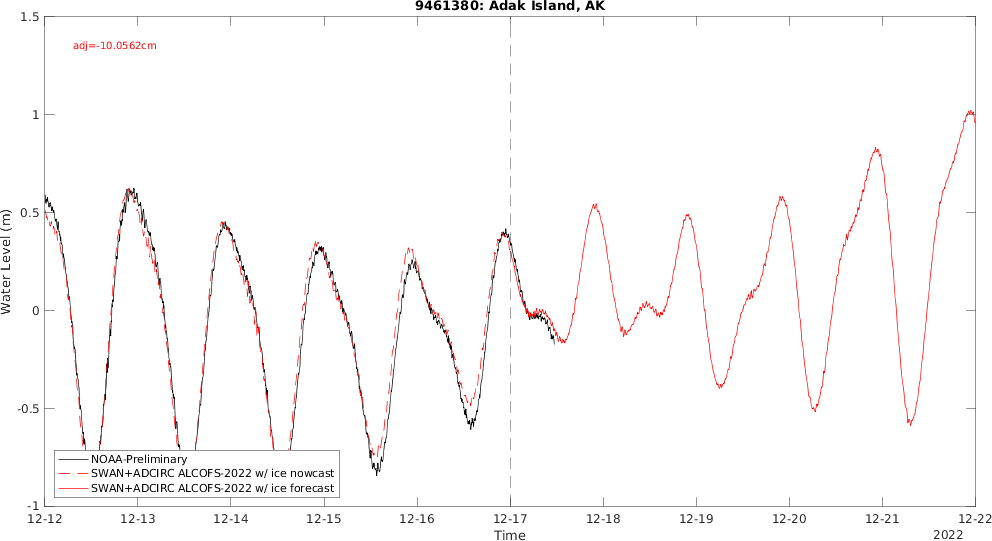 9461380: Adak Island, AK
adj=-10.0562cm
Water Level (m)
1.5
1
0.5
0
-0.5
-1
NOAA-Preliminary
SWAN+ADCIRC ALCOFS-2022 w/ ice nowcast
SWAN+ADCIRC ALCOFS-2022 w/ ice forecast
12-12 12-13 12-14 12-15 12-16 12-17 12-18 12-19 12-20 12-21 12-22
Time
2022